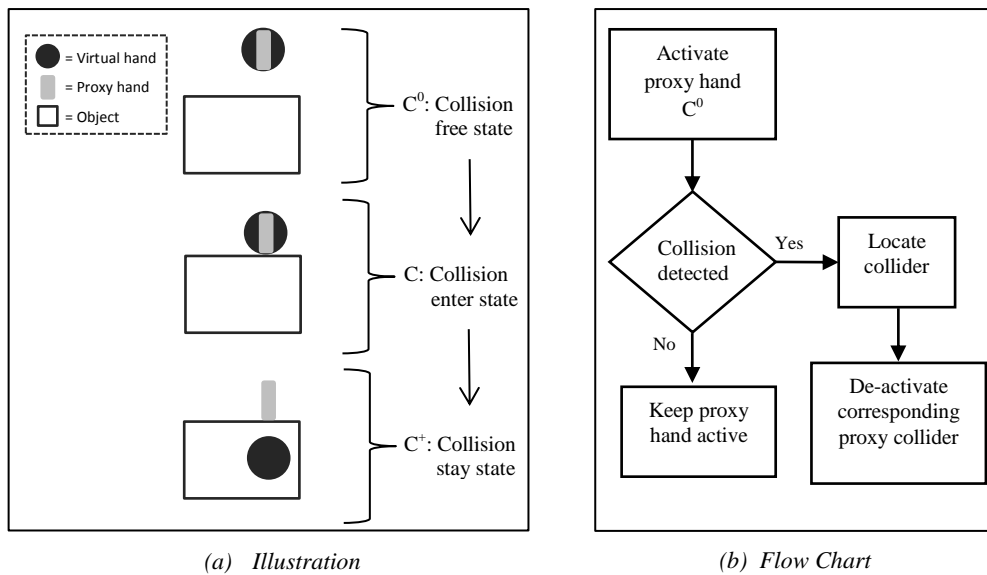 = Virtual hand
= Proxy hand
= Object
C⁰: Collision
free state
C: Collision
enter state
C⁺: Collision
stay state
(a) Illustration
Activate
proxy hand
C⁰
Collision
detected
Yes
Locate
collider
No
Keep proxy
hand active
De-activate
corresponding
proxy collider
(b) Flow Chart